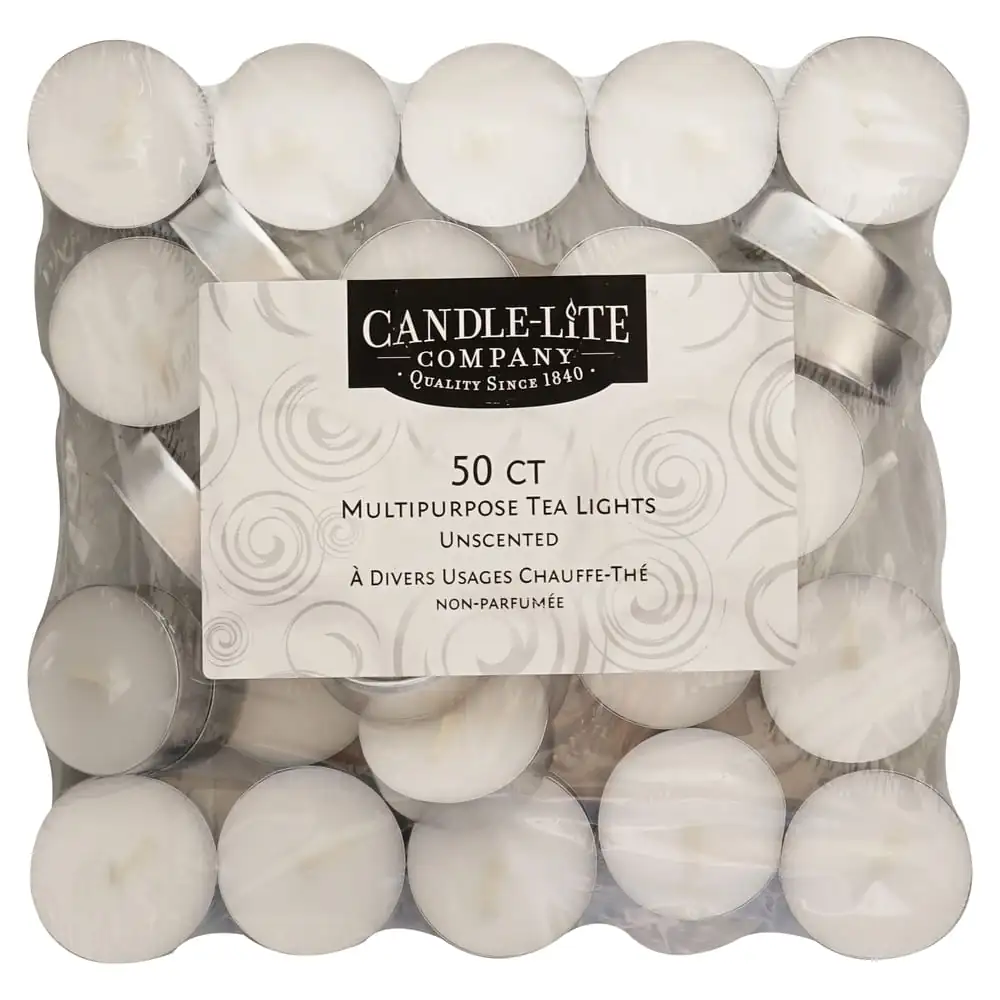 CANDLE-LITE
COMPANY
· QUALITY SINCE 1840 ·
50 CT
MULTIPURPOSE TEA LIGHTS
UNSCENTED
À DIVERS USAGES CHAUFFE-THÉ
NON-PARFUMÉE